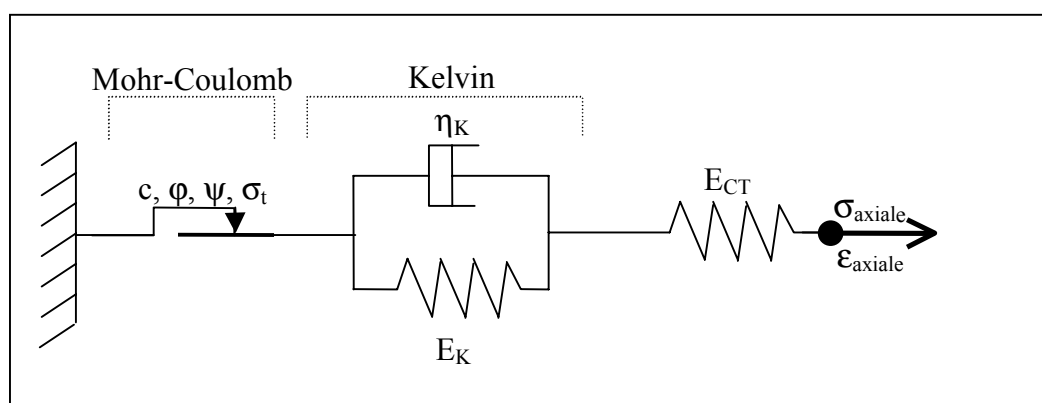 Mohr-Coulomb
Kelvin
η_K
c, φ, ψ, σ_t
E_CT
σ_axiale
ε_axiale
E_K